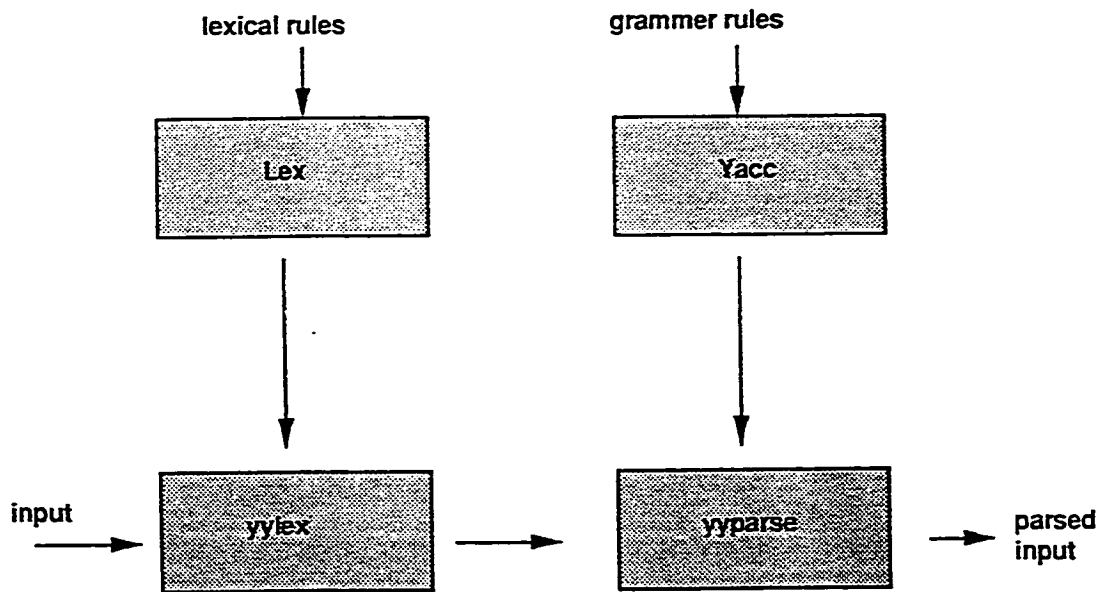 lexical rules
grammer rules
Lex
Yacc
input
yylex
yyparse
parsed
input